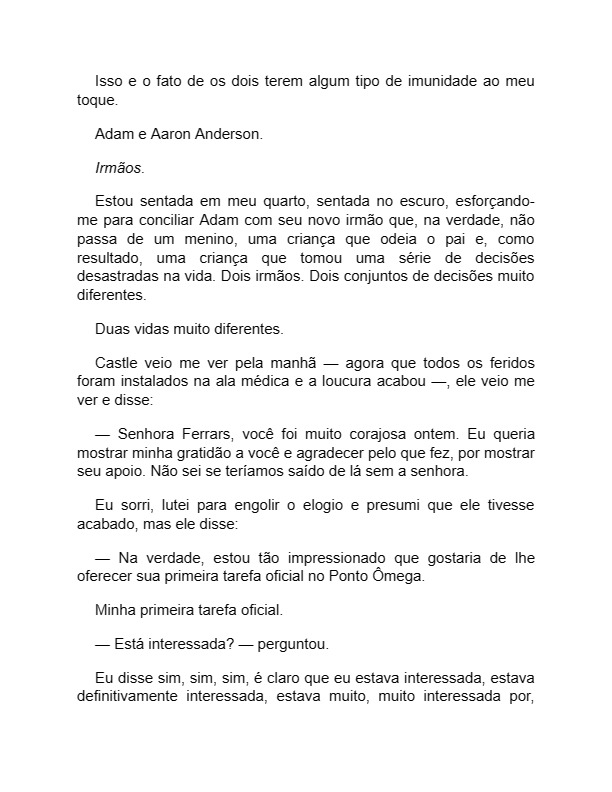 Isso e o fato de os dois terem algum tipo de imunidade ao meu
toque.
Adam e Aaron Anderson.
Irmãos.
Estou sentada em meu quarto, sentada no escuro, esforçando-
me para conciliar Adam com seu novo irmão que, na verdade, não
passa de um menino, uma criança que odeia o pai e, como
resultado, uma criança que tomou uma série de decisões
desastradas na vida. Dois irmãos. Dois conjuntos de decisões muito
diferentes.
Duas vidas muito diferentes.
Castle veio me ver pela manhã — agora que todos os feridos
foram instalados na ala médica e a loucura acabou —, ele veio me
ver e disse:
— Senhora Ferrars, você foi muito corajosa ontem. Eu queria
mostrar minha gratidão a você e agradecer pelo que fez, por mostrar
seu apoio. Não sei se teríamos saído de lá sem a senhora.
Eu sorri, lutei para engolir o elogio e presumi que ele tivesse
acabado, mas ele disse:
— Na verdade, estou tão impressionado que gostaria de lhe
oferecer sua primeira tarefa oficial no Ponto Ômega.
Minha primeira tarefa oficial.
— Está interessada? — perguntou.
Eu disse sim, sim, sim, é claro que eu estava interessada, estava
definitivamente interessada, estava muito, muito interessada por,